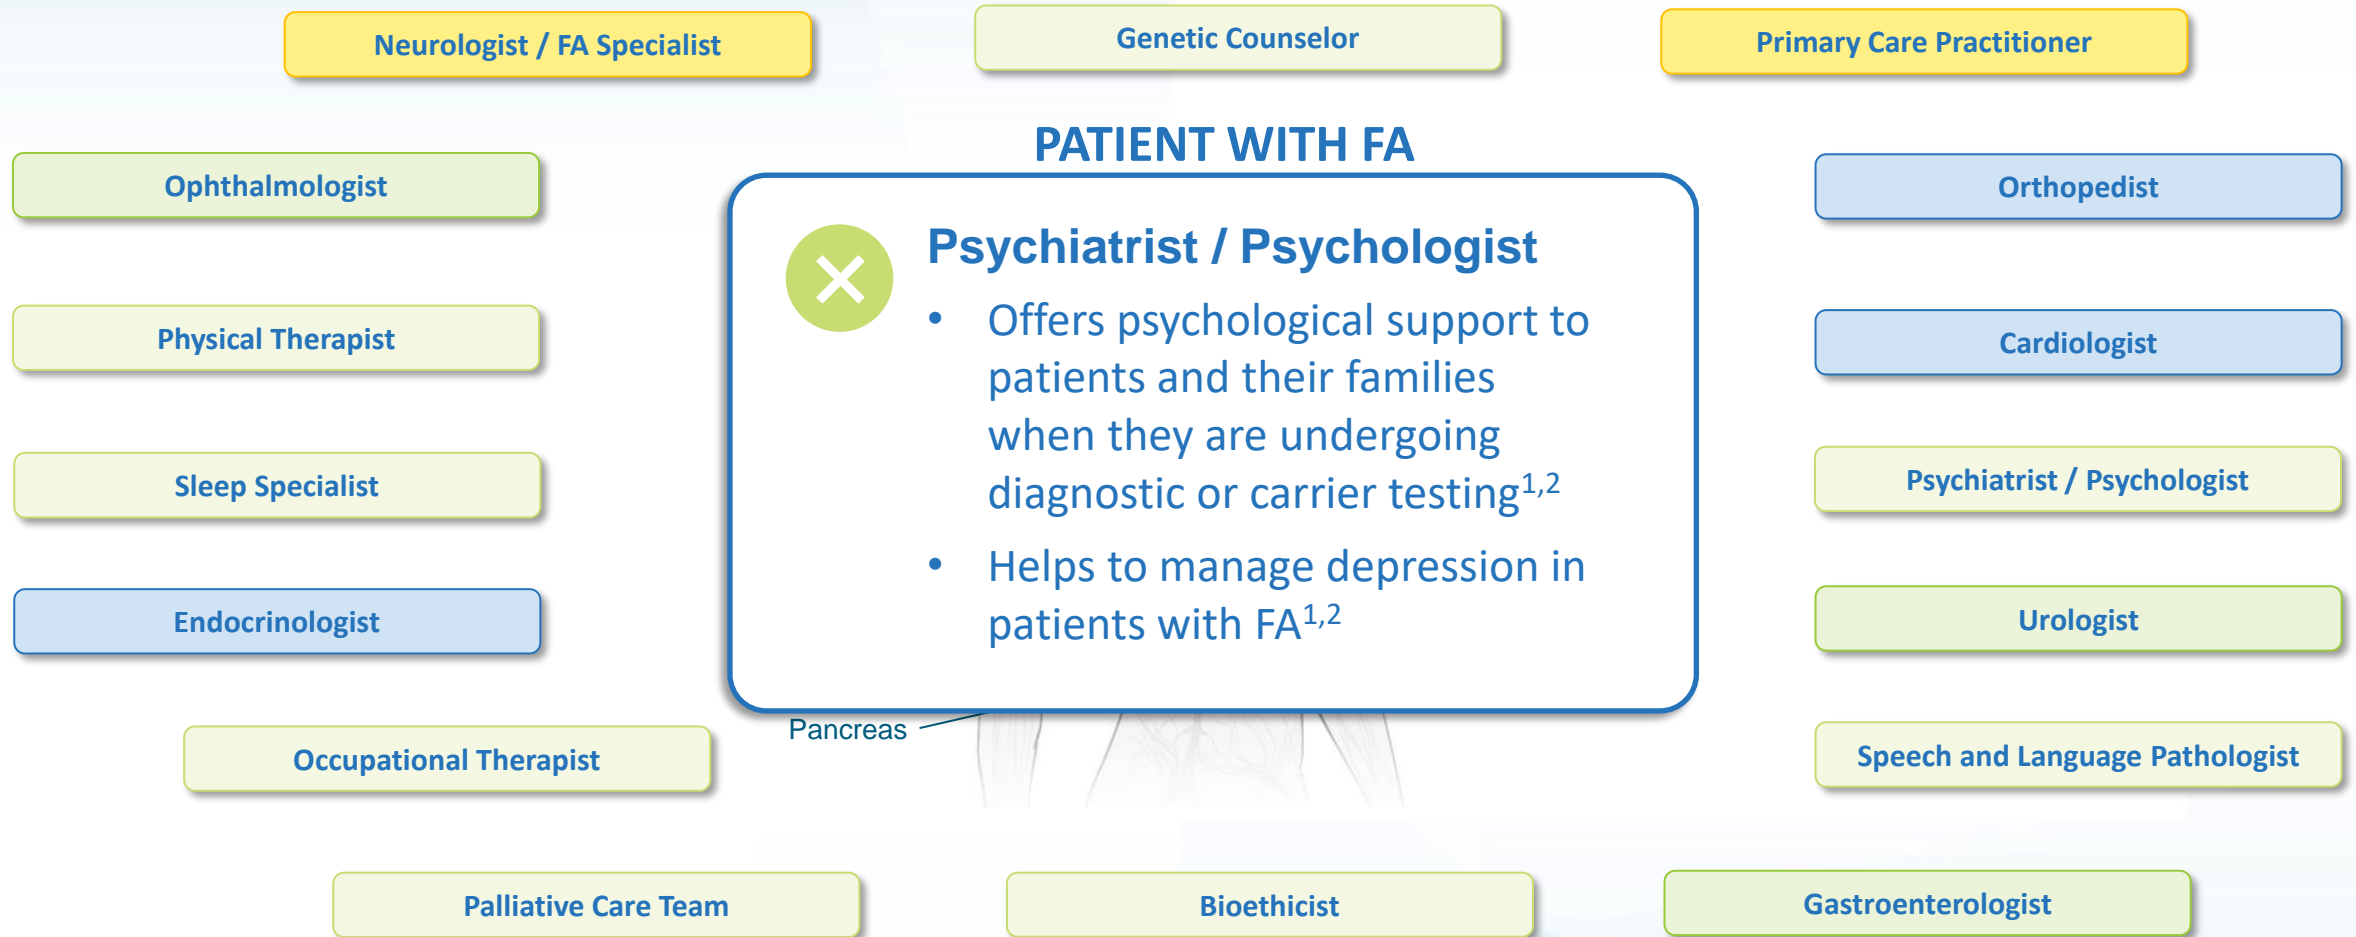 Neurologist / FA Specialist
Genetic Counselor
Primary Care Practitioner
PATIENT WITH FA
Ophthalmologist
Physical Therapist
Sleep Specialist
Endocrinologist
Occupational Therapist
Psychiatrist / Psychologist
• Offers psychological support to
patients and their families
when they are undergoing
diagnostic or carrier testing1,2
• Helps to manage depression in
patients with FA1,2
Pancreas
Orthopedist
Cardiologist
Psychiatrist / Psychologist
Urologist
Speech and Language Pathologist
Palliative Care Team
Bioethicist
Gastroenterologist